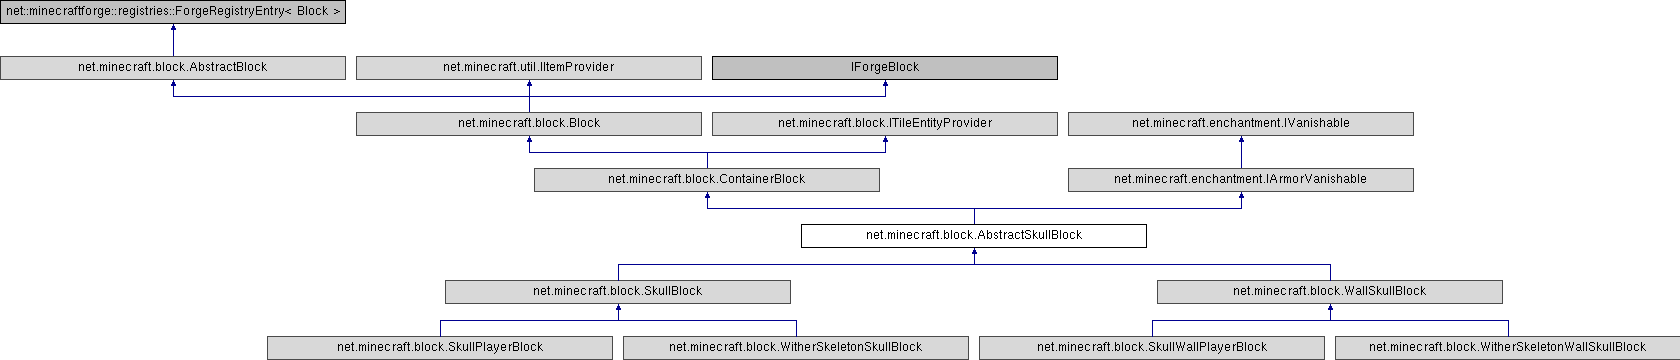 net::minecraftforge::registries::ForgeRegistryEntry< Block >
net.minecraft.block.AbstractBlock
net.minecraft.util.IItemProvider
IForgeBlock
net.minecraft.block.Block
net.minecraft.block.ITileEntityProvider
net.minecraft.enchantment.IVanishable
net.minecraft.block.ContainerBlock
net.minecraft.enchantment.IArmorVanishable
net.minecraft.block.AbstractSkullBlock
net.minecraft.block.SkullBlock
net.minecraft.block.WallSkullBlock
net.minecraft.block.SkullPlayerBlock
net.minecraft.block.WitherSkeletonSkullBlock
net.minecraft.block.SkullWallPlayerBlock
net.minecraft.block.WitherSkeletonWallSkullBlock